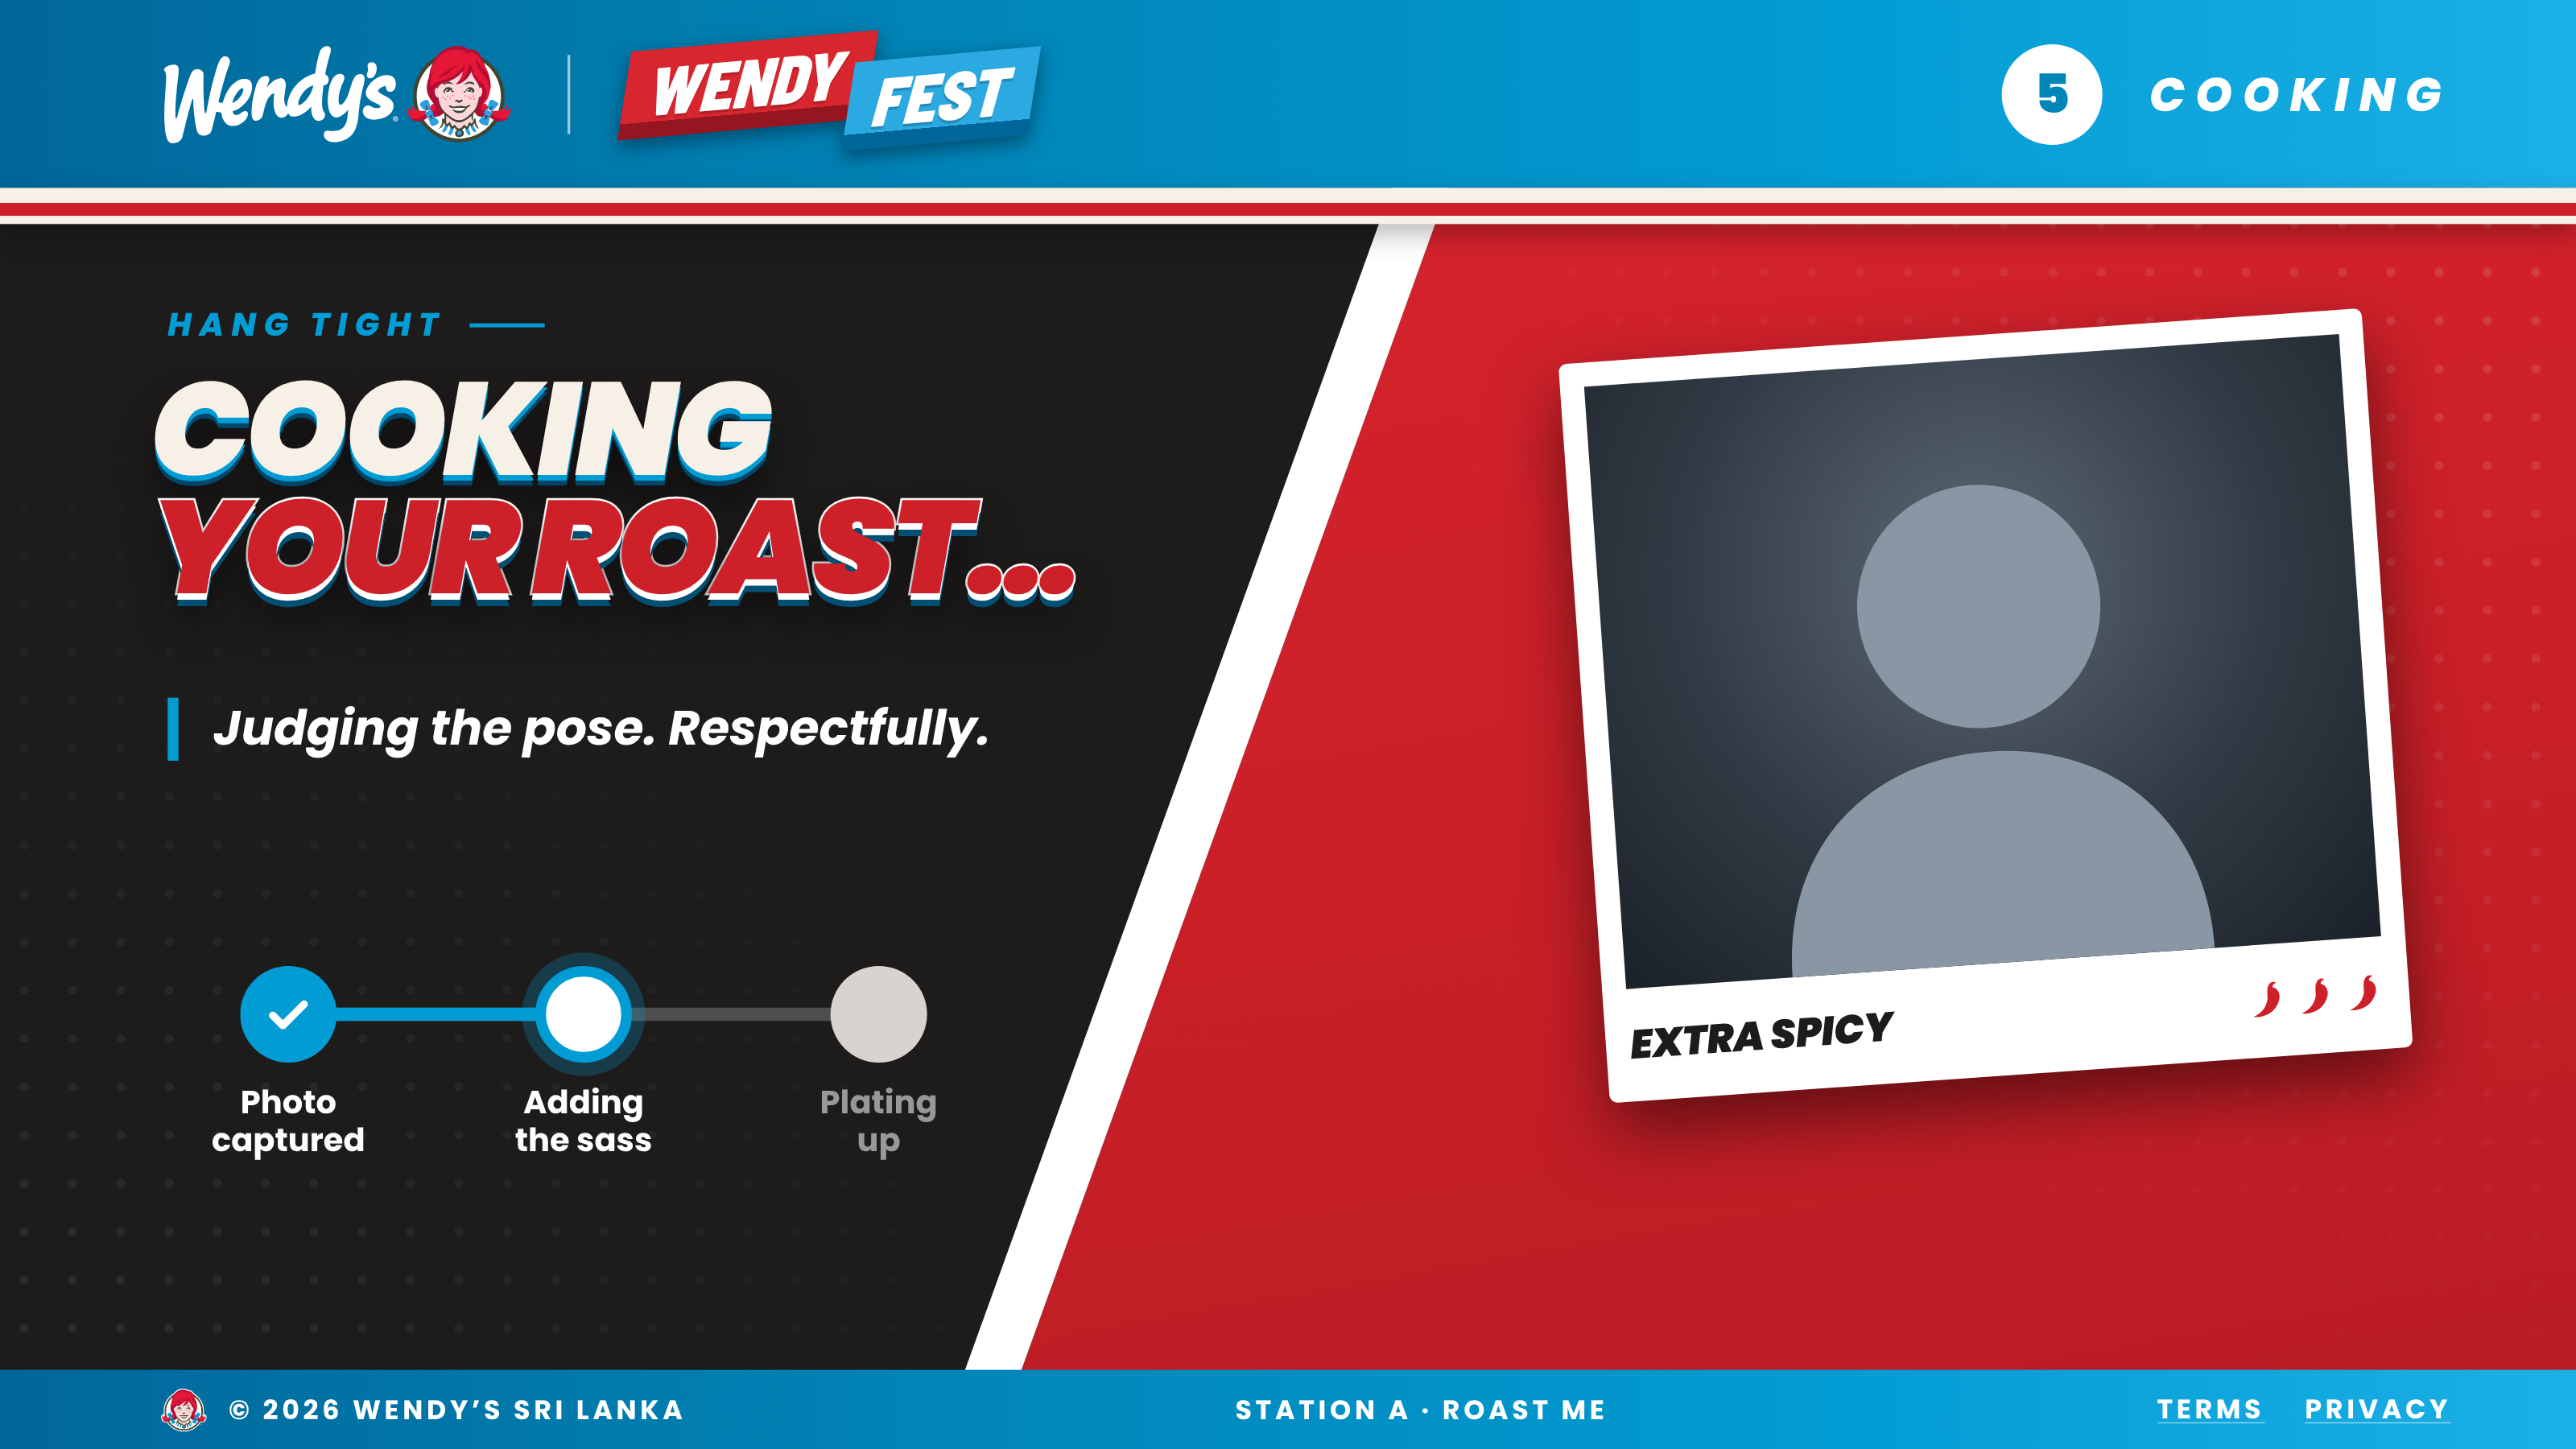 Wendy's
WENDY
FEST
5 COOKING
HANG TIGHT
COOKING
YOUR ROAST...
Judging the pose. Respectfully.
Photo
captured
Adding
the sass
Plating
up
EXTRA SPICY
© 2026 WENDY’S SRI LANKA
STATION A · ROAST ME
TERMS
PRIVACY